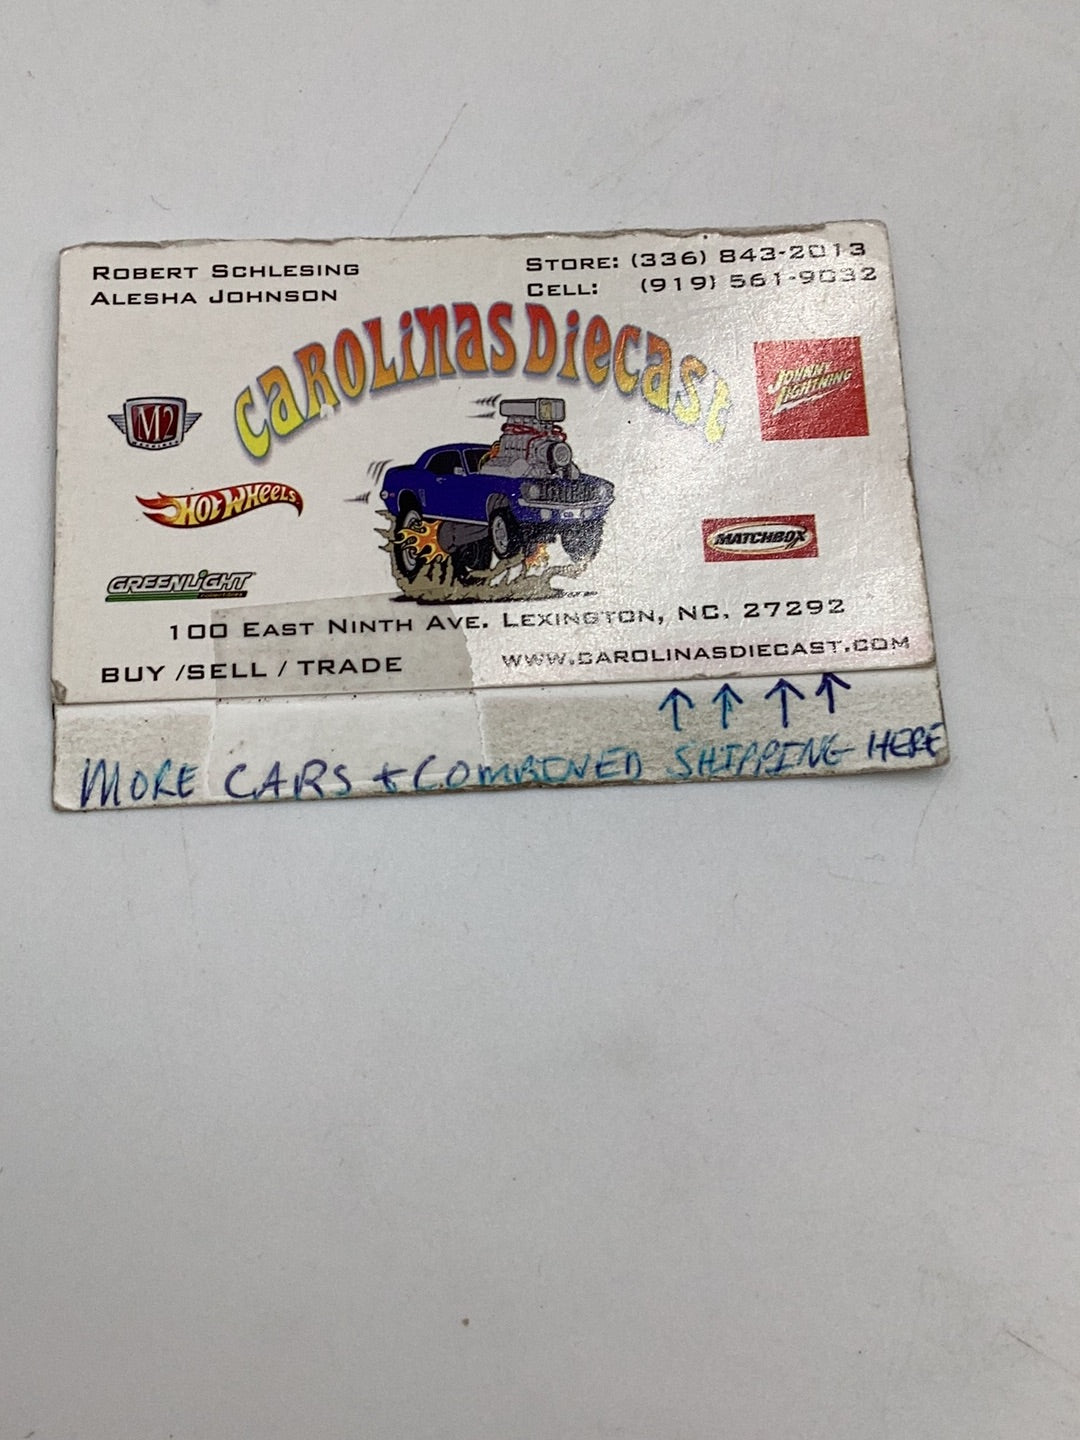 ROBERT SCHLESING
ALESHA JOHNSON
STORE: (336) 843-2013
CELL: (919) 561-9032
CAROLINAS DIECAST
M2
MACHINES
JOHNNY
LIGHTNING
HOT WHEELS
MATCHBOX
GREENLIGHT
100 EAST NINTH AVE. LEXINGTON, NC. 27292
BUY /SELL / TRADE
WWW.CAROLINASDIECAST.COM
↑ ↑ ↑ ↑
MORE CARS + COMBINED SHIPPING HERE